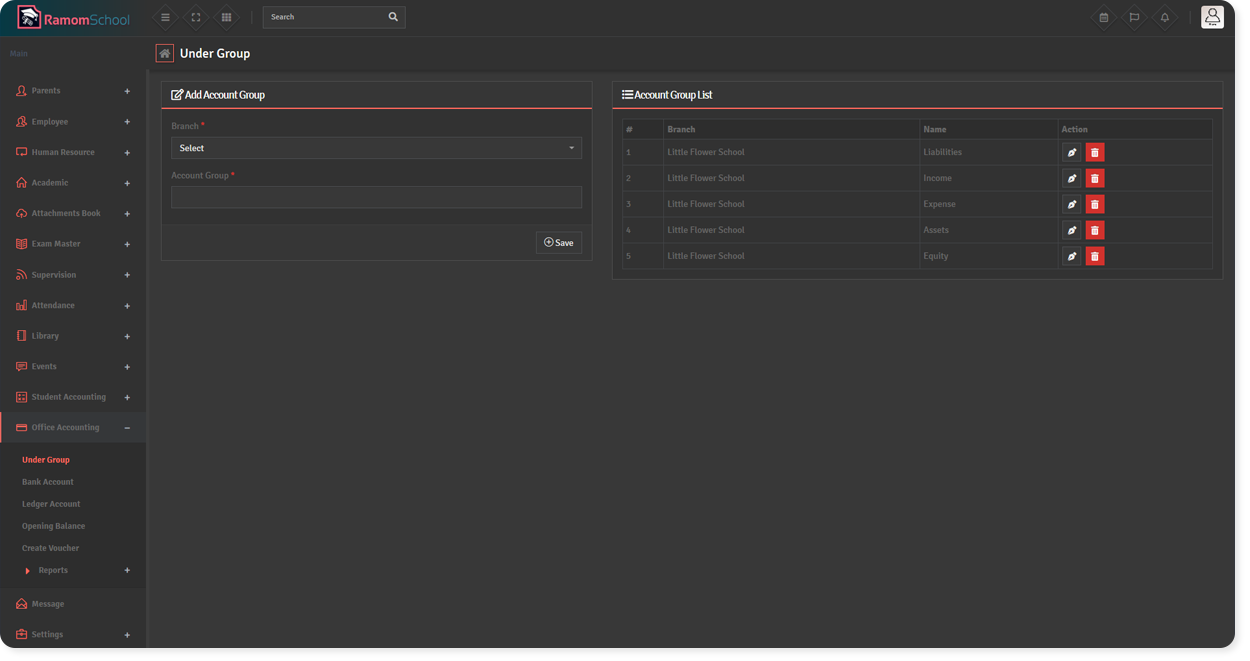 RamomSchool
Search
Main
Under Group
Parents +
Employee +
Human Resource +
Academic +
Attachments Book +
Exam Master +
Supervision +
Attendance +
Library +
Events +
Student Accounting +
Office Accounting −
Under Group
Bank Account
Ledger Account
Opening Balance
Create Voucher
Reports +
Message
Settings +
Add Account Group
Branch *
Select
Account Group *
Save
Account Group List
# Branch Name Action
1 Little Flower School Liabilities
2 Little Flower School Income
3 Little Flower School Expense
4 Little Flower School Assets
5 Little Flower School Equity